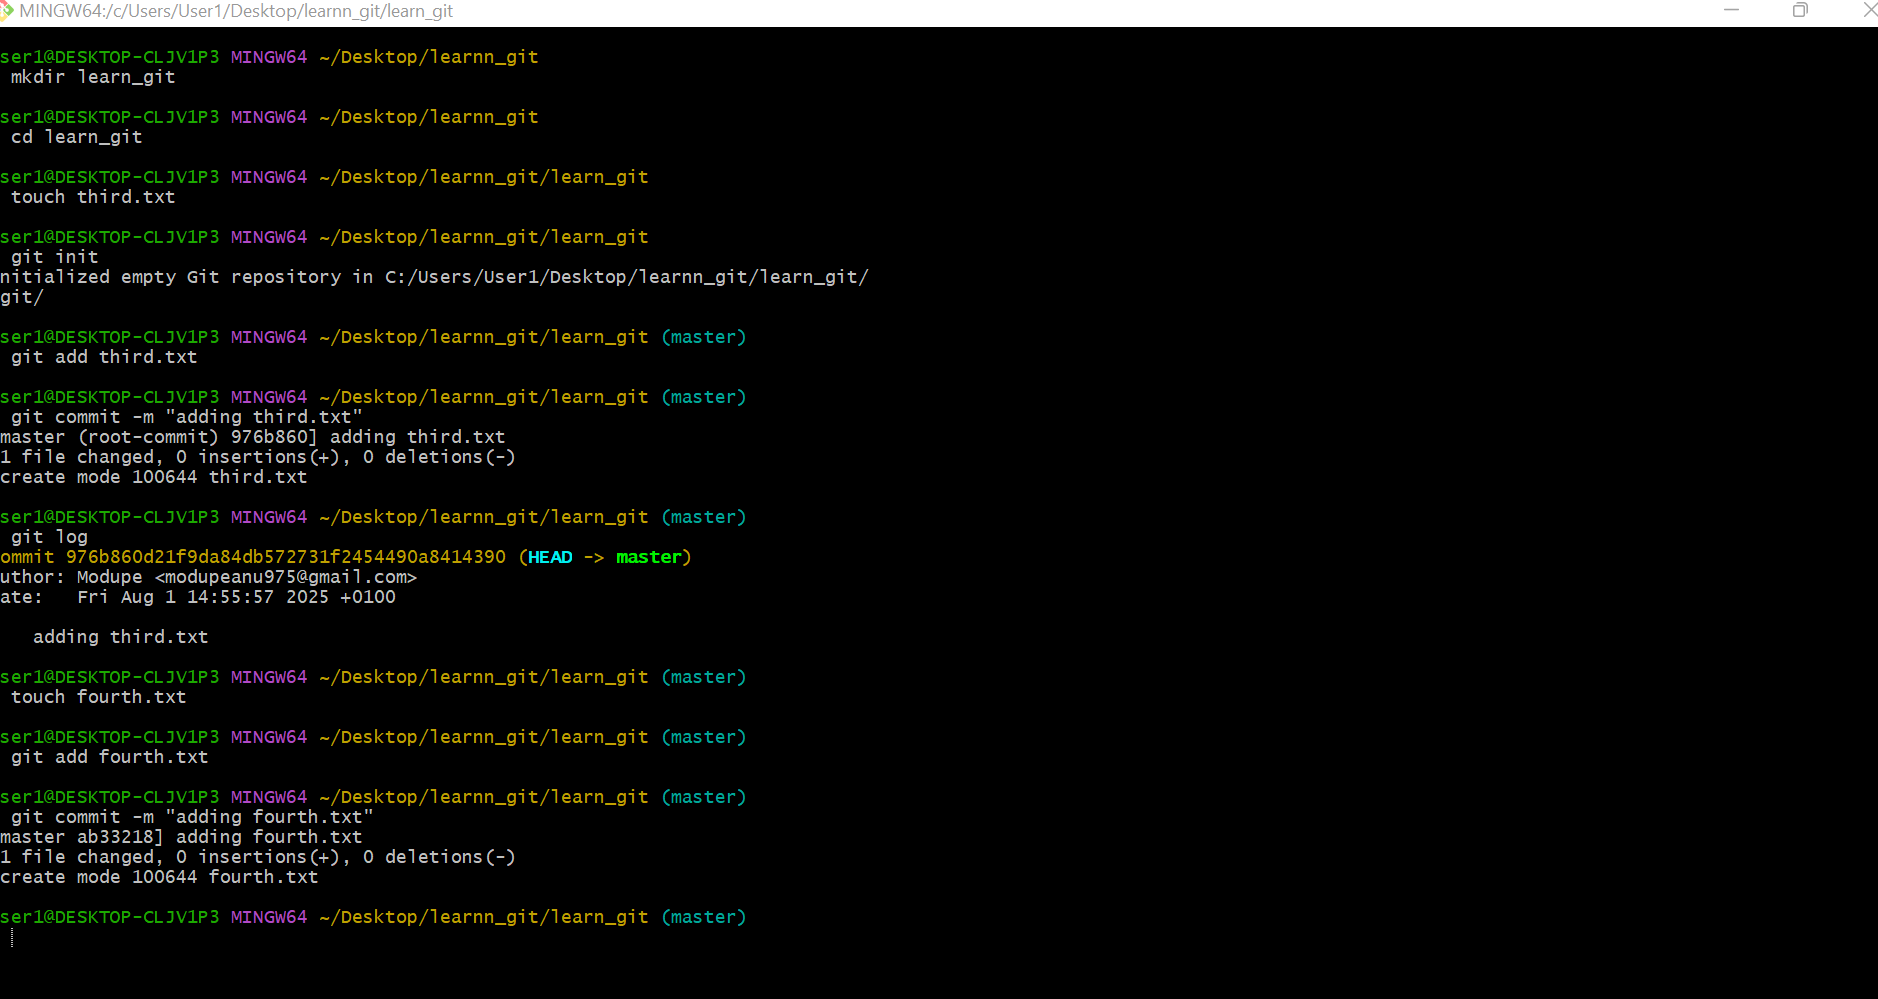 MINGW64:/c/Users/User1/Desktop/learnn_git/learn_git
ser1@DESKTOP-CLJV1P3 MINGW64 ~/Desktop/learnn_git
mkdir learn_git
ser1@DESKTOP-CLJV1P3 MINGW64 ~/Desktop/learnn_git
cd learn_git
ser1@DESKTOP-CLJV1P3 MINGW64 ~/Desktop/learnn_git/learn_git
touch third.txt
ser1@DESKTOP-CLJV1P3 MINGW64 ~/Desktop/learnn_git/learn_git
git init
nitialized empty Git repository in C:/Users/User1/Desktop/learnn_git/learn_git/
git/
ser1@DESKTOP-CLJV1P3 MINGW64 ~/Desktop/learnn_git/learn_git (master)
git add third.txt
ser1@DESKTOP-CLJV1P3 MINGW64 ~/Desktop/learnn_git/learn_git (master)
git commit -m "adding third.txt"
master (root-commit) 976b860] adding third.txt
1 file changed, 0 insertions(+), 0 deletions(-)
create mode 100644 third.txt
ser1@DESKTOP-CLJV1P3 MINGW64 ~/Desktop/learnn_git/learn_git (master)
git log
ommit 976b860d21f9da84db572731f2454490a8414390 (HEAD -> master)
uthor: Modupe <modupeanu975@gmail.com>
ate:   Fri Aug 1 14:55:57 2025 +0100
adding third.txt
ser1@DESKTOP-CLJV1P3 MINGW64 ~/Desktop/learnn_git/learn_git (master)
touch fourth.txt
ser1@DESKTOP-CLJV1P3 MINGW64 ~/Desktop/learnn_git/learn_git (master)
git add fourth.txt
ser1@DESKTOP-CLJV1P3 MINGW64 ~/Desktop/learnn_git/learn_git (master)
git commit -m "adding fourth.txt"
master ab33218] adding fourth.txt
1 file changed, 0 insertions(+), 0 deletions(-)
create mode 100644 fourth.txt
ser1@DESKTOP-CLJV1P3 MINGW64 ~/Desktop/learnn_git/learn_git (master)